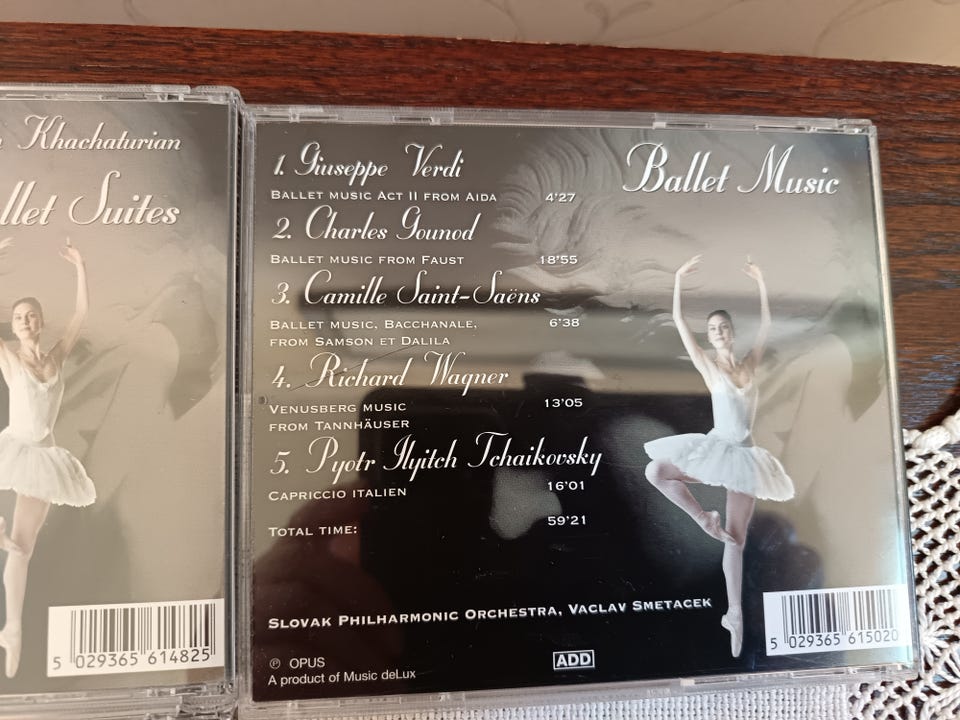 Khachaturian
llet Suites
5 029365 614825
Ballet Music
1. Giuseppe Verdi
Ballet music Act II from Aida 4'27
2. Charles Gounod
Ballet music from Faust 18'55
3. Camille Saint-Saëns
Ballet music, Bacchanale, 6'38
from Samson et Dalila
4. Richard Wagner
Venusberg music 13'05
from Tannhäuser
5. Pyotr Ilyitch Tchaikovsky
Capriccio italien 16'01
Total time: 59'21
Slovak Philharmonic Orchestra, Vaclav Smetacek
℗ OPUS
A product of Music deLux
ADD
5 029365 615020